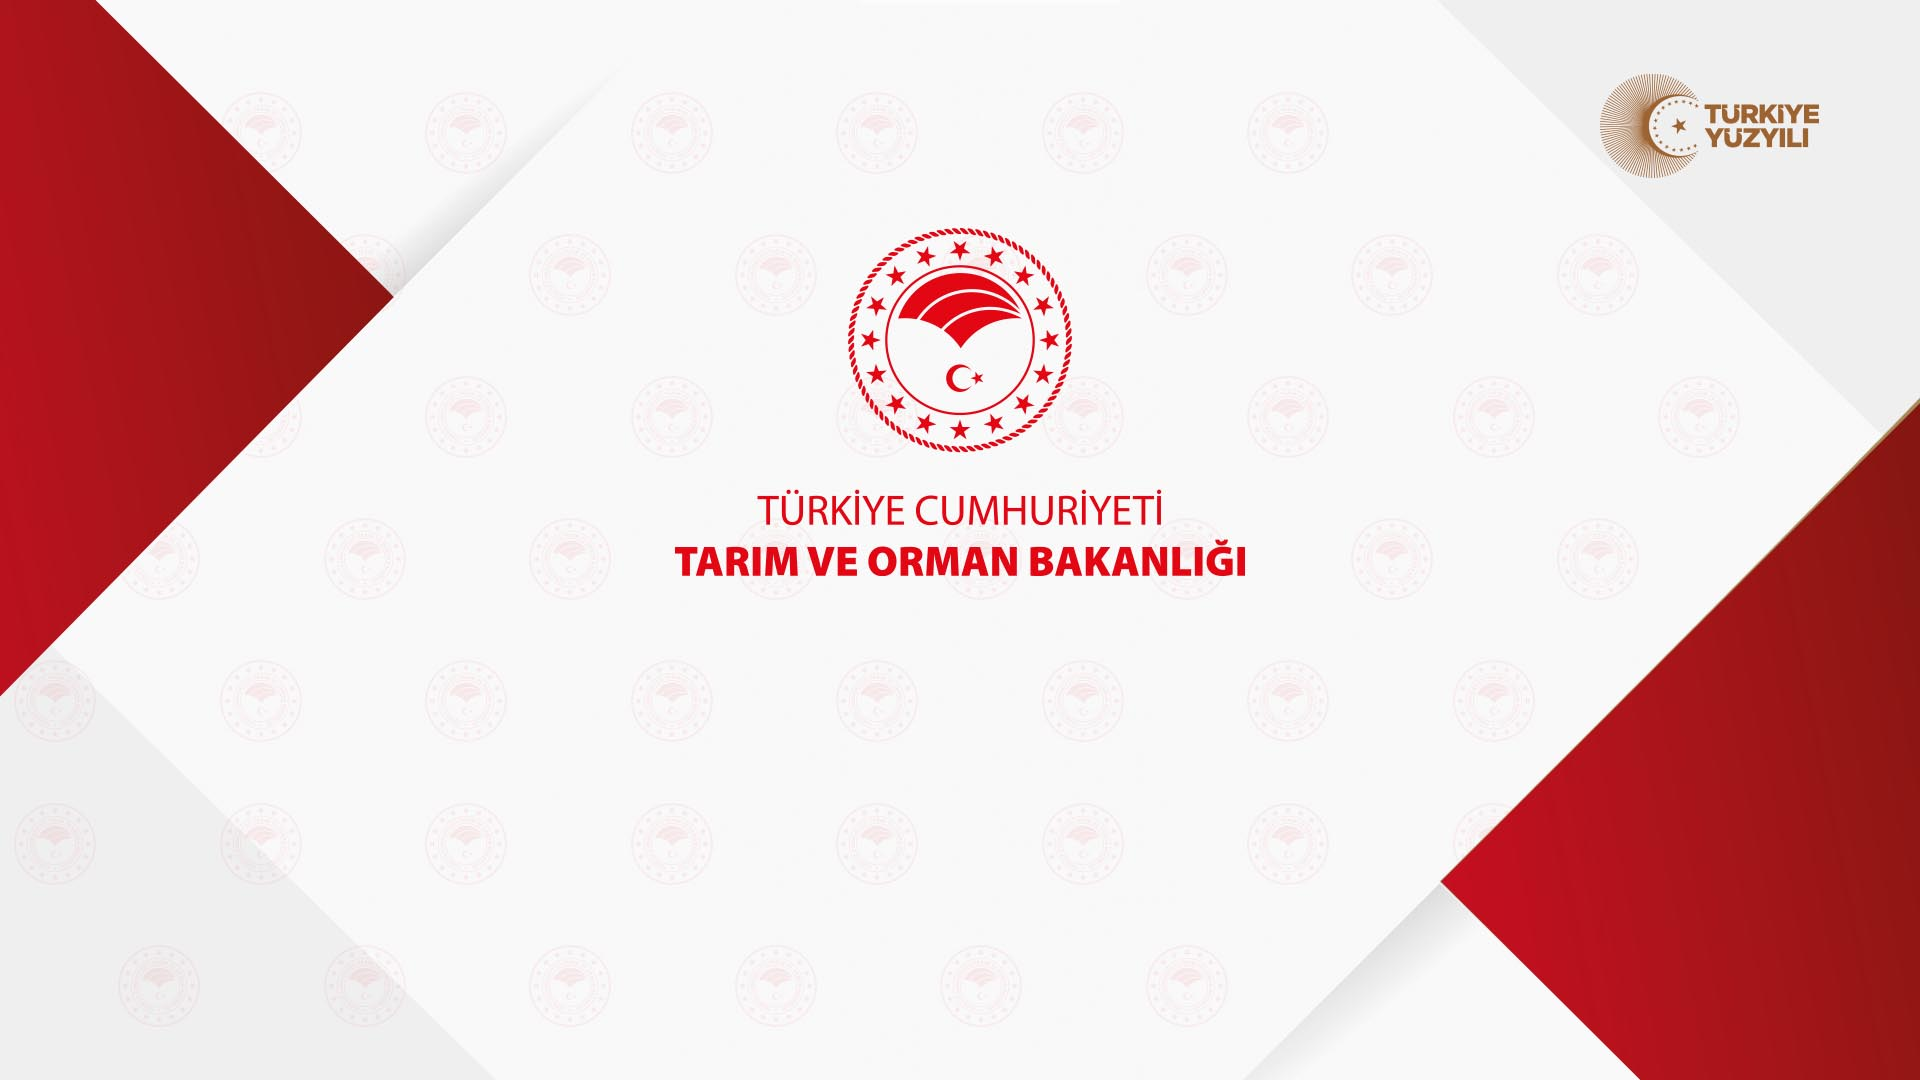 TÜRKİYE
YÜZYILI
TÜRKİYE CUMHURİYETİ
TARIM VE ORMAN BAKANLIĞI